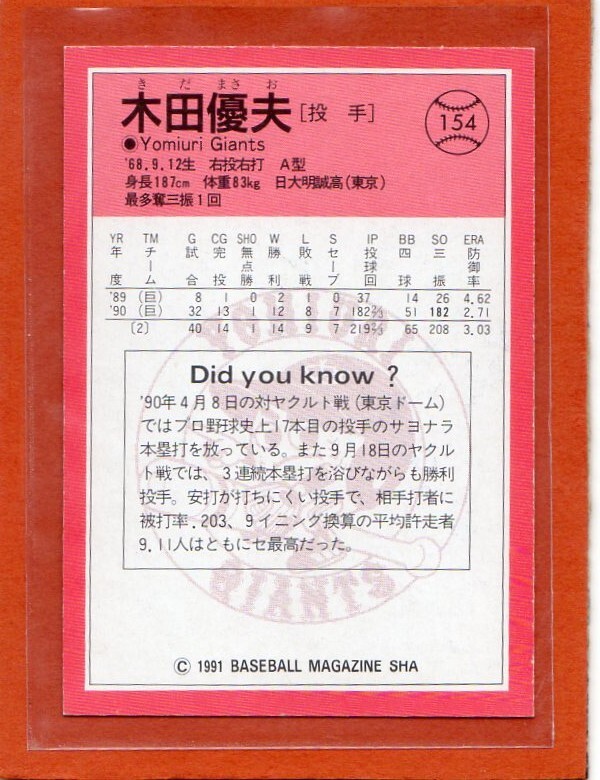 きだ まさお
木田優夫[投 手]
154
●Yomiuri Giants
'68.9.12生 右投右打 A型
身長187cm 体重83kg 日大明誠高(東京)
最多奪三振1回
YR TM G CG SHO W L S IP BB SO ERA
年度 チーム 試合 完投 無点勝 勝利 敗戦 セーブ 投球回 四球 三振 防御率
'89 (巨) 8 1 0 2 1 0 37 14 26 4.62
'90 (巨) 32 13 1 12 8 7 182⅔ 51 182 2.71
〔2〕 40 14 1 14 9 7 219⅔ 65 208 3.03
YOMIURI
Did you know ?
'90年4月8日の対ヤクルト戦(東京ドーム)
ではプロ野球史上17本目の投手のサヨナラ
本塁打を放っている。また9月18日のヤクル
ト戦では、3連続本塁打を浴びながらも勝利
投手。安打が打ちにくい投手で、相手打者に
被打率.203、9イニング換算の平均許走者
9.11人はともにセ最高だった。
GIANTS
© 1991 BASEBALL MAGAZINE SHA